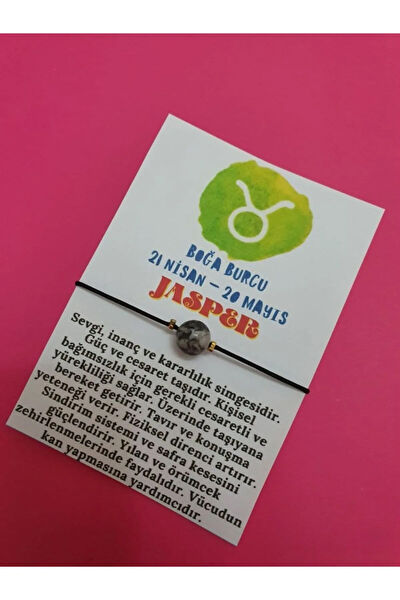 BOĞA BURCU
21 NİSAN – 20 MAYIS
JASPER
Sevgi, inanç ve kararlılık simgesidir.
Güç ve cesaret taşıdır. Kişisel
bağımsızlık için gerekli cesaretli ve
yürekliliği sağlar. Üzerinde taşıyana
bereket getirir. Tavır ve konuşma
yeteneği verir. Fiziksel direnci artırır.
Sindirim sistemi ve safra kesesini
güçlendirir. Yılan ve örümcek
zehirlenmelerinde faydalıdır. Vücudun
kan yapmasına yardımcıdır.